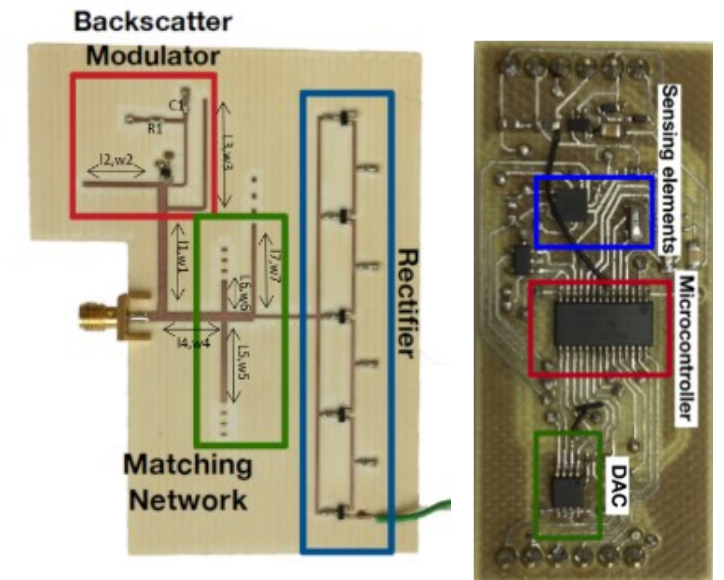 Backscatter
Modulator
C1
R1
l2,w2
L3,w3
l1,w1
l7,w7
L6,w6
l4,w4
L5,w5
Rectifier
Matching
Network
Sensing elements
Microcontroller
DAC